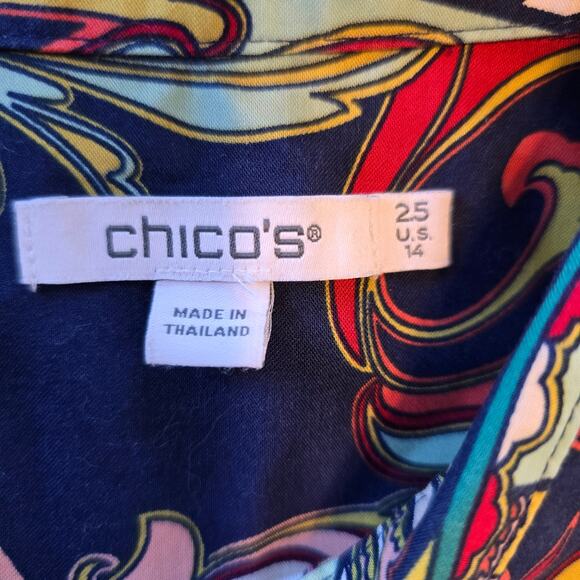 chico's®
2.5
U.S.
14
MADE IN
THAILAND